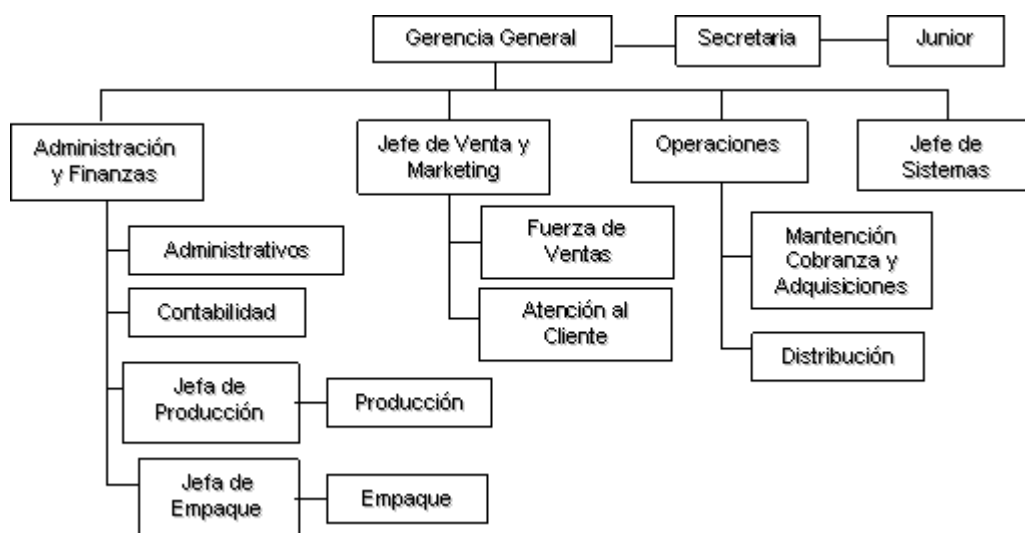 Gerencia General
Secretaria
Junior
Administración
y Finanzas
Jefe de Venta y
Marketing
Operaciones
Jefe de
Sistemas
Administrativos
Contabilidad
Jefa de
Producción
Producción
Jefa de
Empaque
Empaque
Fuerza de
Ventas
Atención al
Cliente
Mantención
Cobranza y
Adquisiciones
Distribución